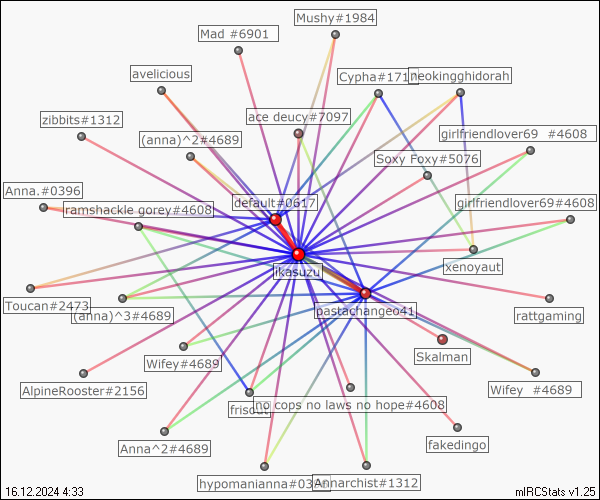 Mushy#1984
Mad #6901
avelicious
Cypha#171
neokingghidorah
zibbits#1312
ace deucy#7097
(anna)^2#4689
girlfriendlover69 #4608
Soxy Foxy#5076
Anna.#0396
ramshackle gorey#4608
default#0617
girlfriendlover69#4608
xenoyaut
ikasuzu
Toucan#2473
(anna)^3#4689
pastachangeo41
rattgaming
Skalman
Wifey#4689
AlpineRooster#2156
Wifey #4689
frisout
no cops no laws no hope#4608
Anna^2#4689
fakedingo
hypomanianna#03
Annarchist#1312
16.12.2024 4:33
mIRCStats v1.25